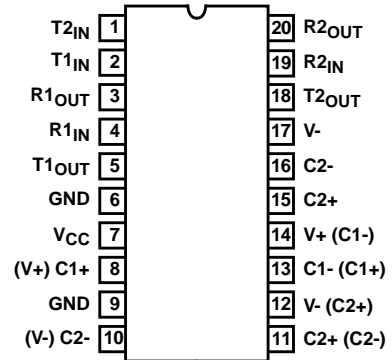 T2IN 1 20 R2OUT
T1IN 2 19 R2IN
R1OUT 3 18 T2OUT
R1IN 4 17 V-
T1OUT 5 16 C2-
GND 6 15 C2+
VCC 7 14 V+ (C1-)
(V+) C1+ 8 13 C1- (C1+)
GND 9 12 V- (C2+)
(V-) C2- 10 11 C2+ (C2-)